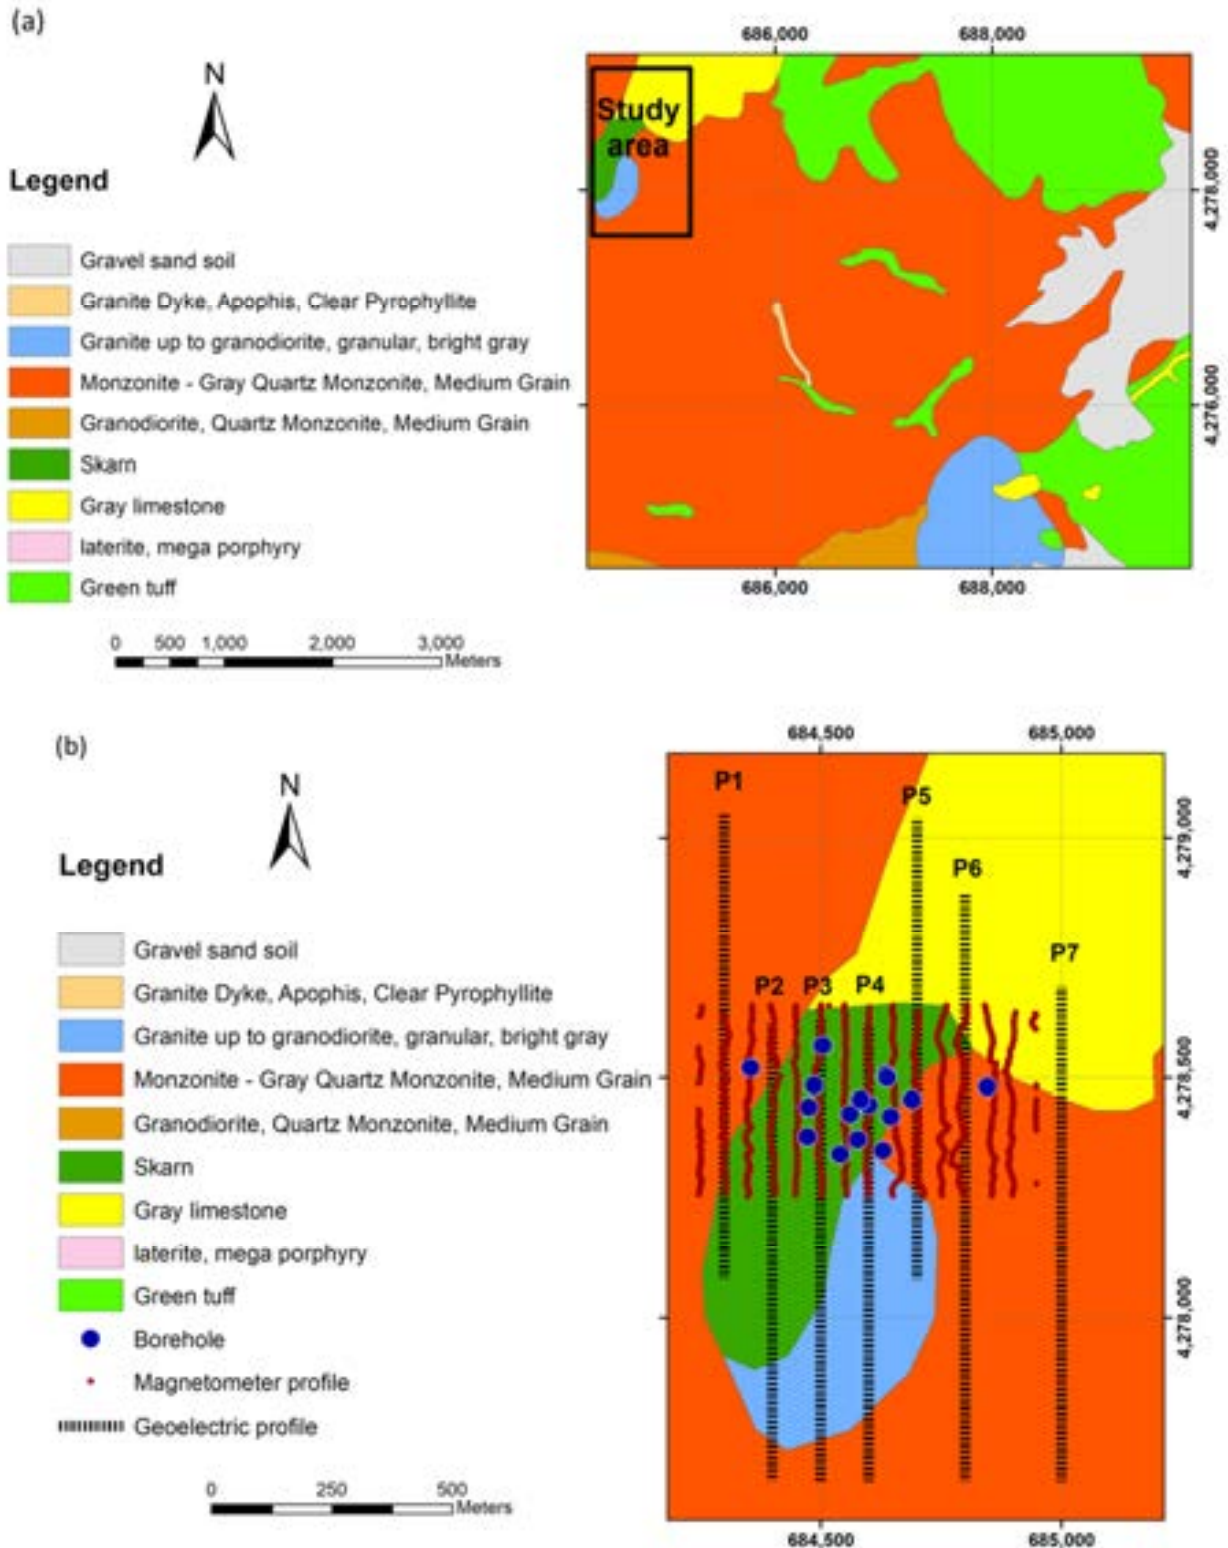 (a)
N
Legend
Gravel sand soil
Granite Dyke, Apophis, Clear Pyrophyllite
Granite up to granodiorite, granular, bright gray
Monzonite - Gray Quartz Monzonite, Medium Grain
Granodiorite, Quartz Monzonite, Medium Grain
Skarn
Gray limestone
laterite, mega porphyry
Green tuff
0 500 1,000 2,000 3,000
Meters
686,000 688,000
Study
area
4,278,000
4,276,000
686,000 688,000
(b)
N
Legend
Gravel sand soil
Granite Dyke, Apophis, Clear Pyrophyllite
Granite up to granodiorite, granular, bright gray
Monzonite - Gray Quartz Monzonite, Medium Grain
Granodiorite, Quartz Monzonite, Medium Grain
Skarn
Gray limestone
laterite, mega porphyry
Green tuff
Borehole
Magnetometer profile
Geoelectric profile
0 250 500
Meters
684,500 685,000
P1
P5
P6
P7
P2 P3 P4
4,279,000
4,278,500
4,278,000
684,500 685,000